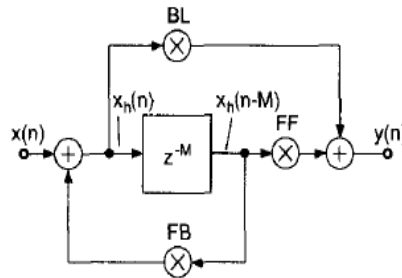 BL
x_h(n)
x_h(n-M)
FF
x(n)
y(n)
+
z^-M
+
FB